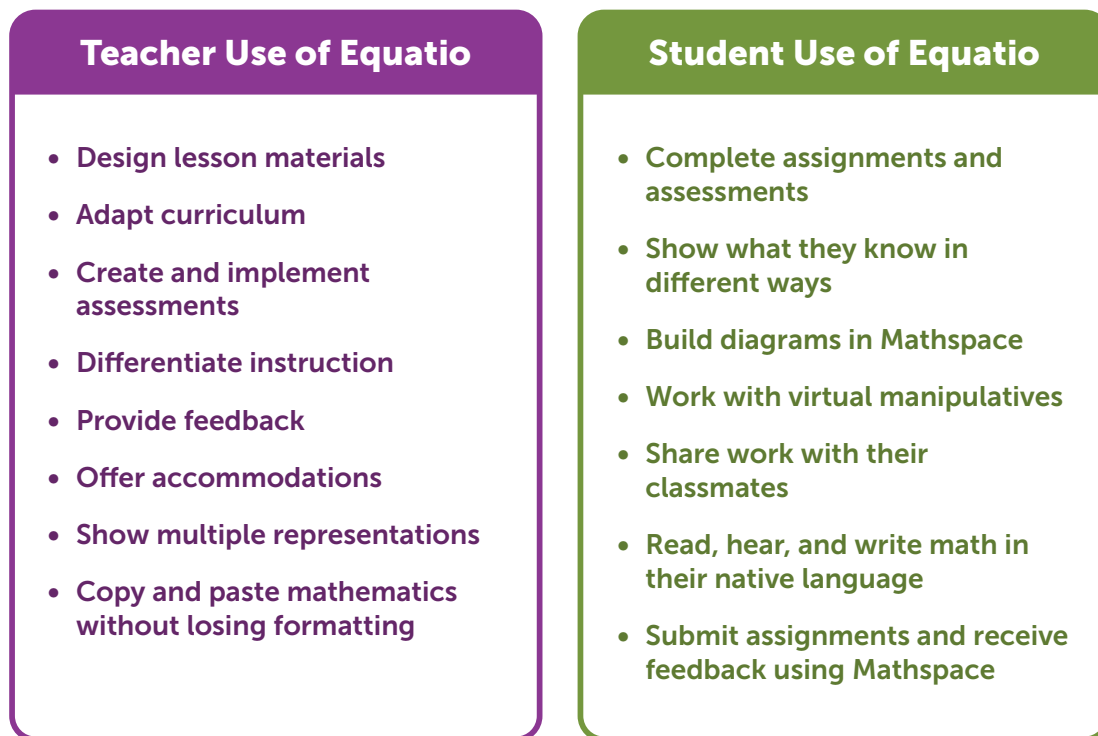 Teacher Use of Equatio
• Design lesson materials
• Adapt curriculum
• Create and implement
assessments
• Differentiate instruction
• Provide feedback
• Offer accommodations
• Show multiple representations
• Copy and paste mathematics
without losing formatting
Student Use of Equatio
• Complete assignments and
assessments
• Show what they know in
different ways
• Build diagrams in Mathspace
• Work with virtual manipulatives
• Share work with their
classmates
• Read, hear, and write math in
their native language
• Submit assignments and receive
feedback using Mathspace